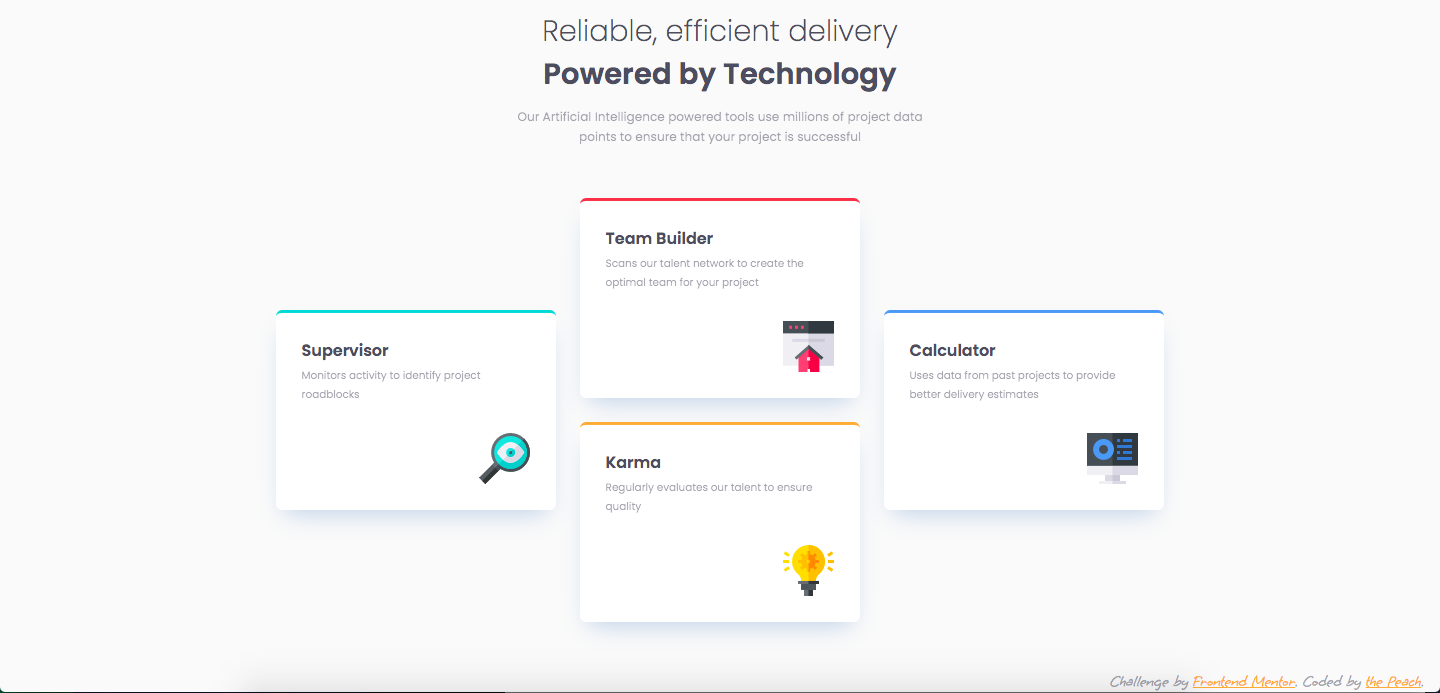 Reliable, efficient delivery
Powered by Technology
Our Artificial Intelligence powered tools use millions of project data
points to ensure that your project is successful
Supervisor
Monitors activity to identify project
roadblocks
Team Builder
Scans our talent network to create the
optimal team for your project
Karma
Regularly evaluates our talent to ensure
quality
Calculator
Uses data from past projects to provide
better delivery estimates
Challenge by Frontend Mentor. Coded by the Peach.